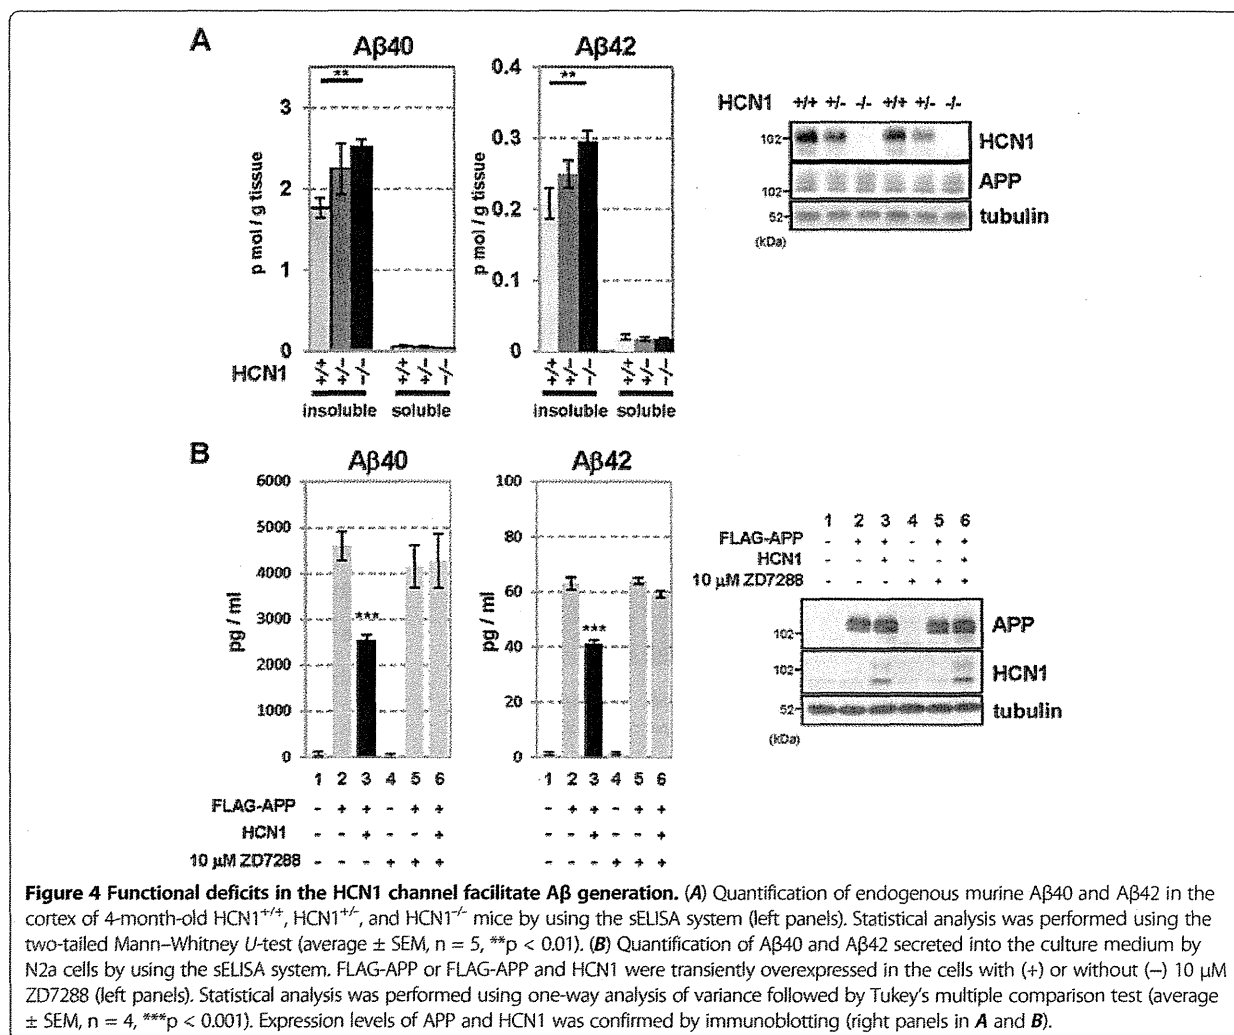 A
Aβ40
Aβ42
**
**
p mol / g tissue
3
2
1
0
p mol / g tissue
0.4
0.3
0.2
0.1
0
HCN1 +/+ +/- -/- +/+ +/- -/-
102
HCN1
102
APP
52
tubulin
(kDa)
HCN1 +/+ +/- -/- +/+ +/- -/-
+/+ +/- -/- +/+ +/- -/-
insoluble soluble
insoluble soluble
B
Aβ40
Aβ42
pg / ml
6000
5000
4000
3000
2000
1000
0
***
pg / ml
100
80
60
40
20
0
***
1 2 3 4 5 6
1 2 3 4 5 6
FLAG-APP - + + - + + - + + - + +
HCN1 - - + - - + - - + - - +
10 μM ZD7288 - - - + + + - - - + + +
1 2 3 4 5 6
FLAG-APP - + + - + +
HCN1 - - + - - +
10 μM ZD7288 - - - + + +
102
APP
102
HCN1
52
tubulin
(kDa)
Figure 4 Functional deficits in the HCN1 channel facilitate Aβ generation. (A) Quantification of endogenous murine Aβ40 and Aβ42 in the
cortex of 4-month-old HCN1+/+, HCN1+/-, and HCN1-/- mice by using the sELISA system (left panels). Statistical analysis was performed using the
two-tailed Mann–Whitney U-test (average ± SEM, n = 5, **p < 0.01). (B) Quantification of Aβ40 and Aβ42 secreted into the culture medium by
N2a cells by using the sELISA system. FLAG-APP or FLAG-APP and HCN1 were transiently overexpressed in the cells with (+) or without (–) 10 μM
ZD7288 (left panels). Statistical analysis was performed using one-way analysis of variance followed by Tukey's multiple comparison test (average
± SEM, n = 4, ***p < 0.001). Expression levels of APP and HCN1 was confirmed by immunoblotting (right panels in A and B).